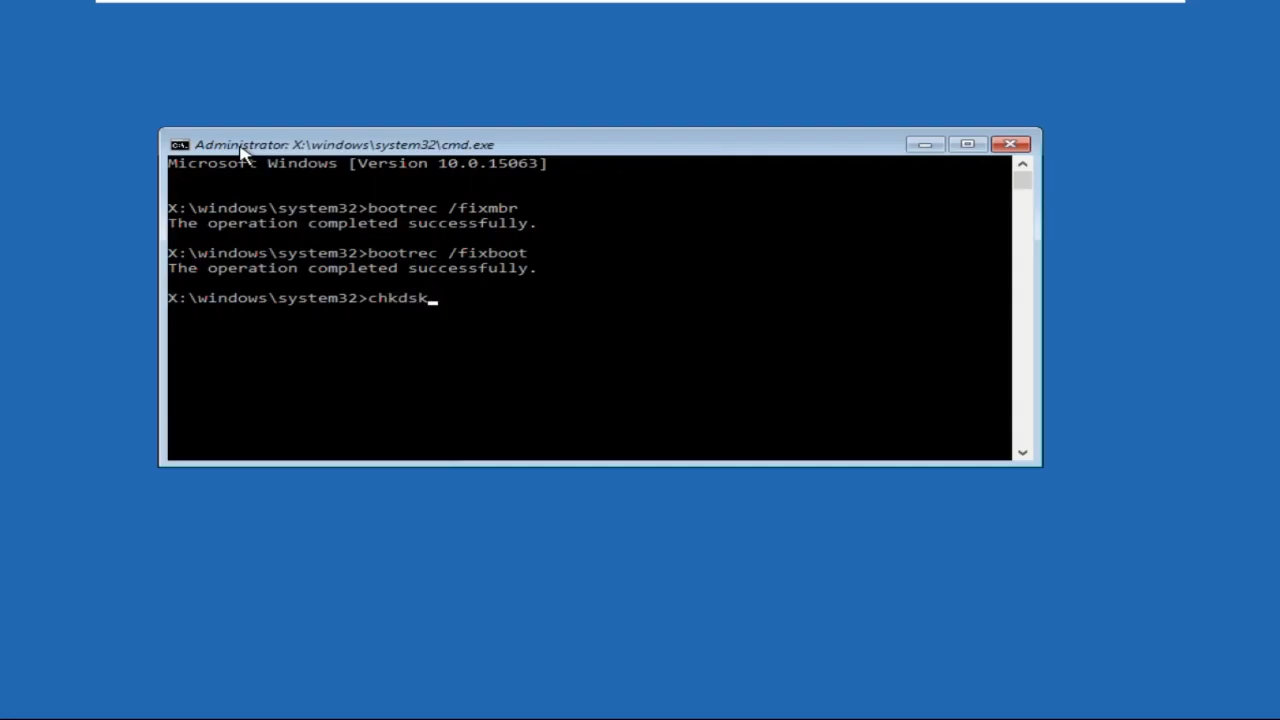 Administrator: X:\windows\system32\cmd.exe
Microsoft Windows [Version 10.0.15063]
X:\windows\system32>bootrec /fixmbr
The operation completed successfully.
X:\windows\system32>bootrec /fixboot
The operation completed successfully.
X:\windows\system32>chkdsk